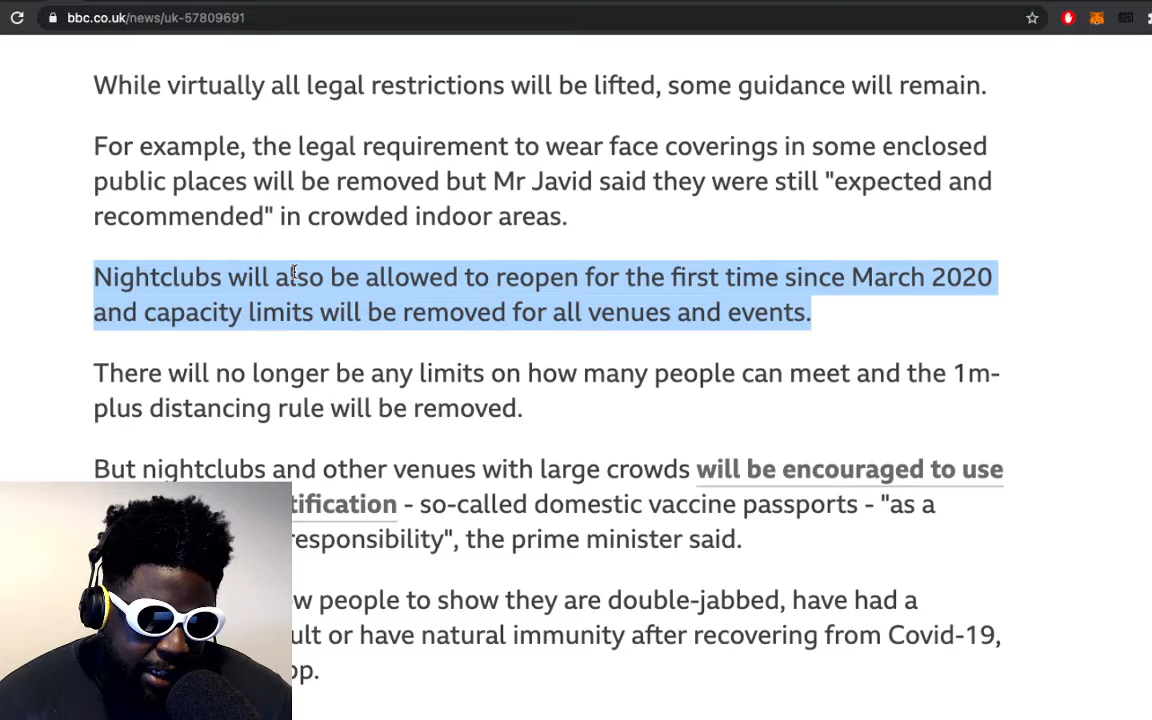 bbc.co.uk/news/uk-57809691
While virtually all legal restrictions will be lifted, some guidance will remain.
For example, the legal requirement to wear face coverings in some enclosed
public places will be removed but Mr Javid said they were still "expected and
recommended" in crowded indoor areas.
Nightclubs will also be allowed to reopen for the first time since March 2020
and capacity limits will be removed for all venues and events.
There will no longer be any limits on how many people can meet and the 1m-
plus distancing rule will be removed.
But nightclubs and other venues with large crowds will be encouraged to use
tification - so-called domestic vaccine passports - "as a
responsibility", the prime minister said.
w people to show they are double-jabbed, have had a
ult or have natural immunity after recovering from Covid-19,
pp.